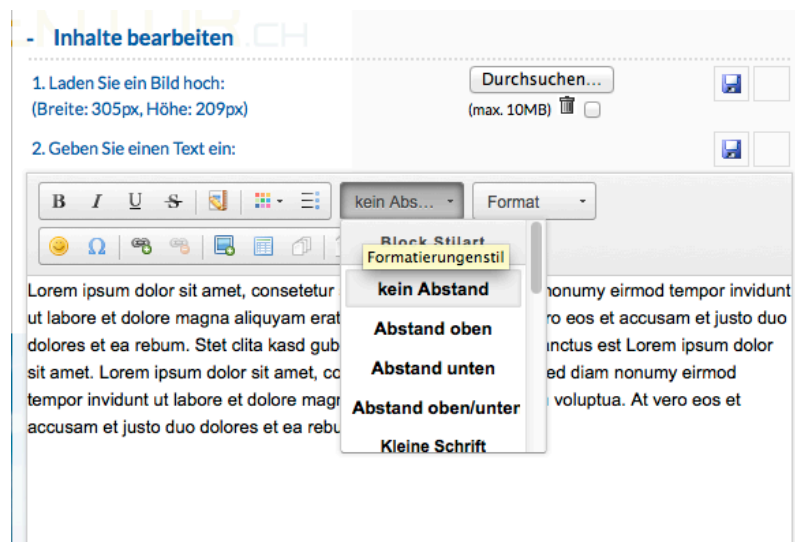 .CH
- Inhalte bearbeiten
1. Laden Sie ein Bild hoch:
(Breite: 305px, Höhe: 209px)
Durchsuchen...
(max. 10MB)
2. Geben Sie einen Text ein:
B I U S
kein Abs...
Format
Ω
Block Stilart
Formatierungenstil
kein Abstand
Abstand oben
Abstand unten
Abstand oben/unter
Kleine Schrift
Lorem ipsum dolor sit amet, consetetur nonumy eirmod tempor invidunt
ut labore et dolore magna aliquyam erat ro eos et accusam et justo duo
dolores et ea rebum. Stet clita kasd gub nctus est Lorem ipsum dolor
sit amet. Lorem ipsum dolor sit amet, co ed diam nonumy eirmod
tempor invidunt ut labore et dolore magr voluptua. At vero eos et
accusam et justo duo dolores et ea rebu